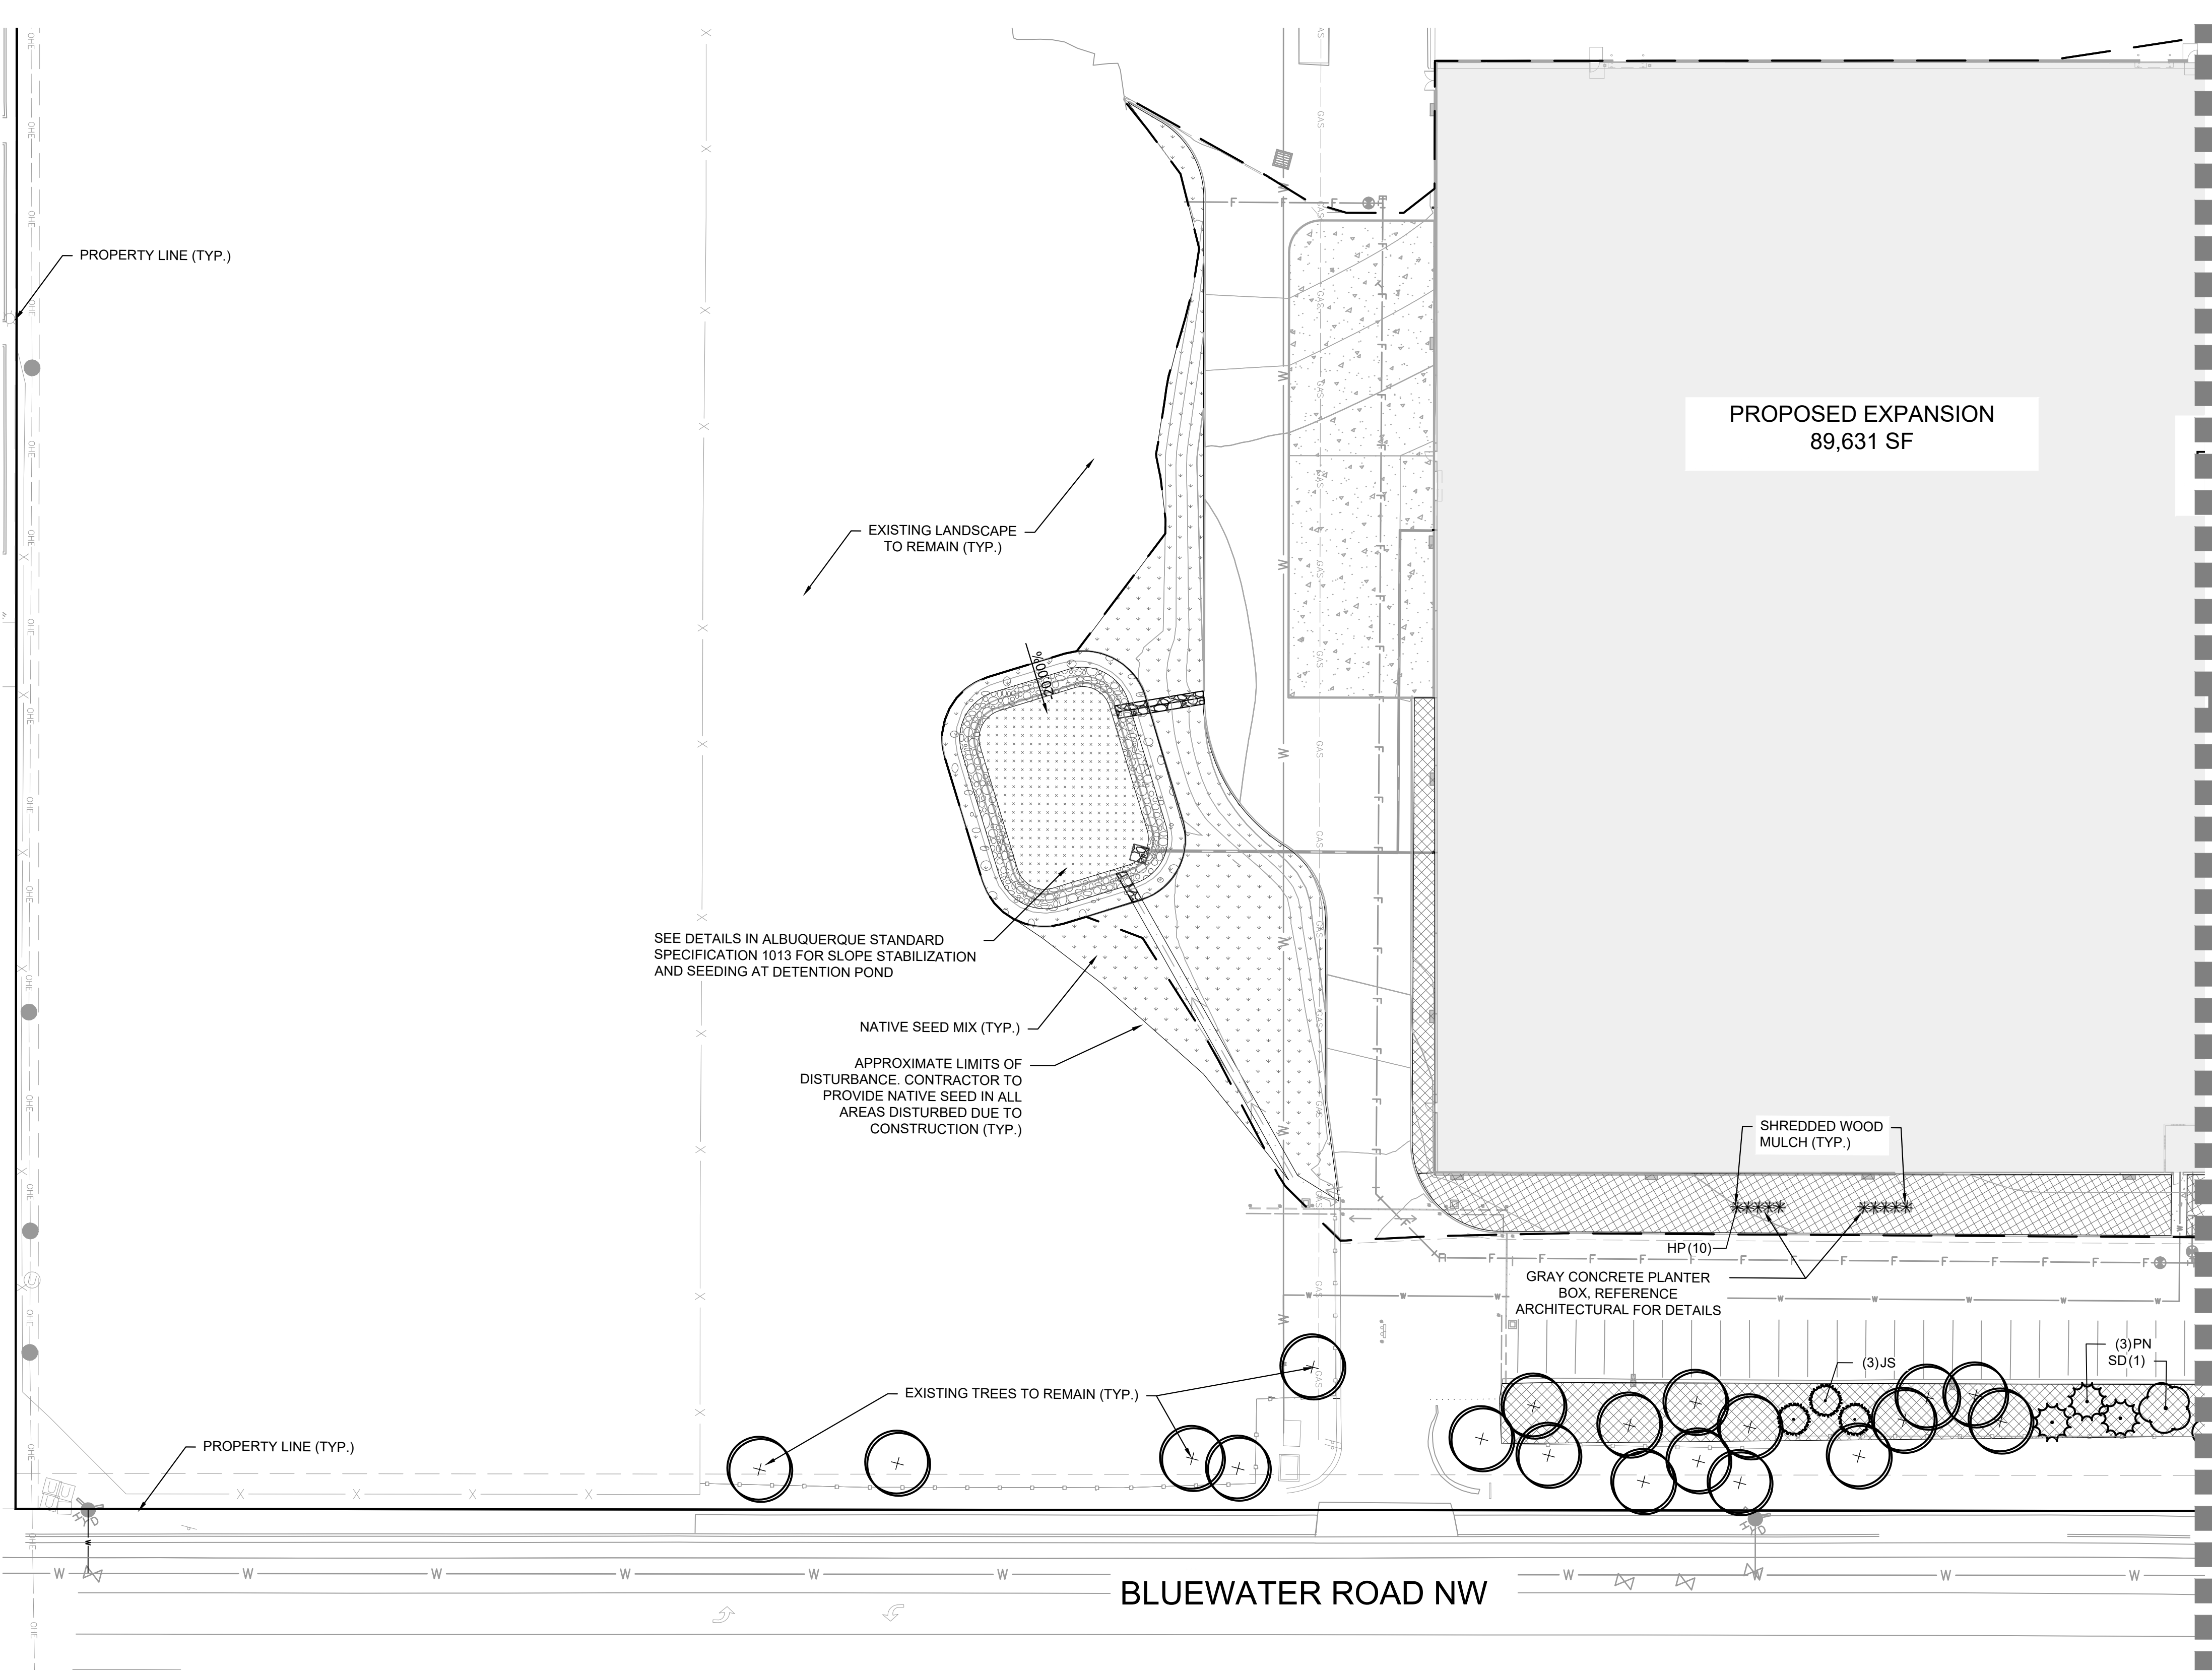 PROPERTY LINE (TYP.)
PROPOSED EXPANSION
89,631 SF
EXISTING LANDSCAPE
TO REMAIN (TYP.)
-20.00%
SEE DETAILS IN ALBUQUERQUE STANDARD
SPECIFICATION 1013 FOR SLOPE STABILIZATION
AND SEEDING AT DETENTION POND
NATIVE SEED MIX (TYP.)
APPROXIMATE LIMITS OF
DISTURBANCE. CONTRACTOR TO
PROVIDE NATIVE SEED IN ALL
AREAS DISTURBED DUE TO
CONSTRUCTION (TYP.)
SHREDDED WOOD
MULCH (TYP.)
HP(10)
GRAY CONCRETE PLANTER
BOX, REFERENCE
ARCHITECTURAL FOR DETAILS
(3)PN
SD(1)
(3)JS
EXISTING TREES TO REMAIN (TYP.)
PROPERTY LINE (TYP.)
HYD
HYD
BLUEWATER ROAD NW
OHE
GAS
W
F
X